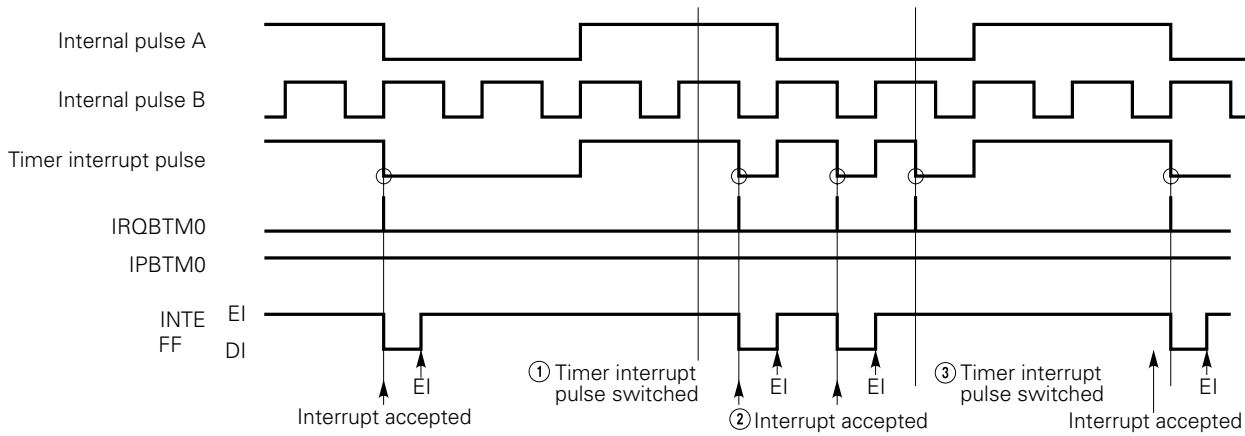 Internal pulse A
Internal pulse B
Timer interrupt pulse
IRQBTM0
IPBTM0
INTE EI
FF DI
EI
① Timer interrupt
pulse switched
EI
EI
③ Timer interrupt
pulse switched
EI
Interrupt accepted
② Interrupt accepted
Interrupt accepted